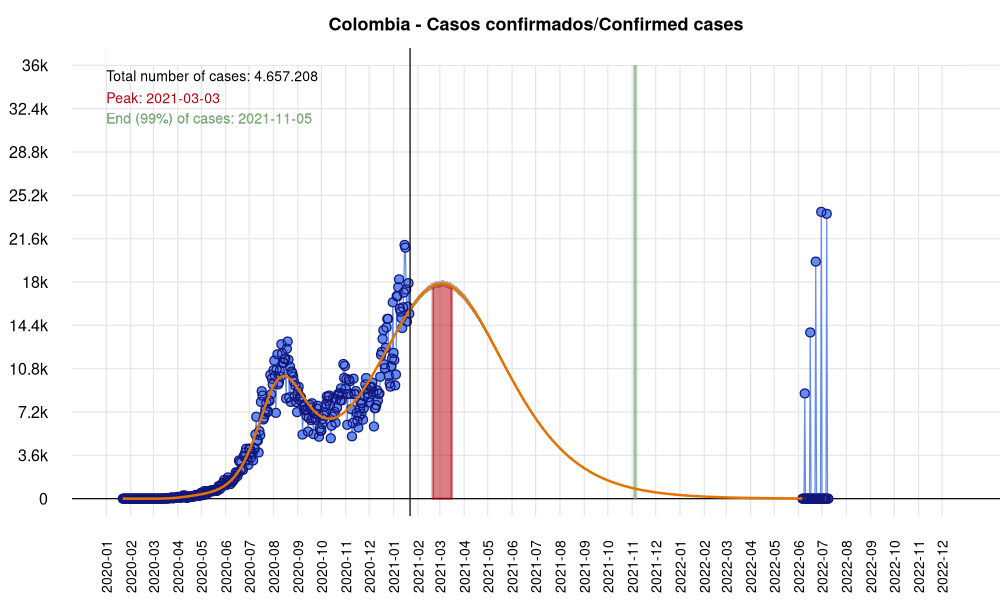 Colombia - Casos confirmados/Confirmed cases
Total number of cases: 4.657.208
Peak: 2021-03-03
End (99%) of cases: 2021-11-05
36k
32.4k
28.8k
25.2k
21.6k
18k
14.4k
10.8k
7.2k
3.6k
0
2020-01
2020-02
2020-03
2020-04
2020-05
2020-06
2020-07
2020-08
2020-09
2020-10
2020-11
2020-12
2021-01
2021-02
2021-03
2021-04
2021-05
2021-06
2021-07
2021-08
2021-09
2021-10
2021-11
2021-12
2022-01
2022-02
2022-03
2022-04
2022-05
2022-06
2022-07
2022-08
2022-09
2022-10
2022-11
2022-12